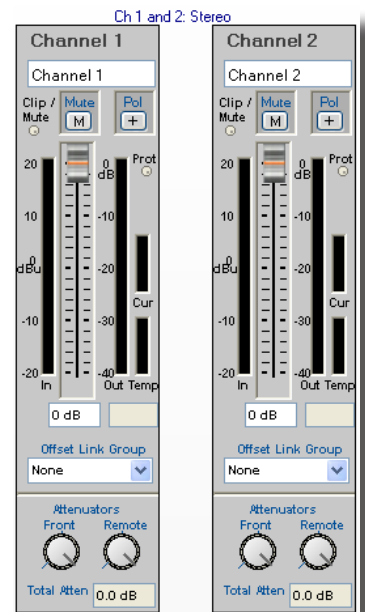 Ch 1 and 2: Stereo
Channel 1 Channel 2
Channel 1 Channel 2
Clip / Mute Pol Clip / Mute Pol
Mute M + Mute M +
20 0 Prot 20 0 Prot
dB dB
10 -10 10 -10
0 0
dBu -20 dBu -20
Cur Cur
-10 -30 -10 -30
-20 -40 -20 -40
In Out Temp In Out Temp
0 dB 0 dB
Offset Link Group Offset Link Group
None None
Attenuators Attenuators
Front Remote Front Remote
Total Atten 0.0 dB Total Atten 0.0 dB